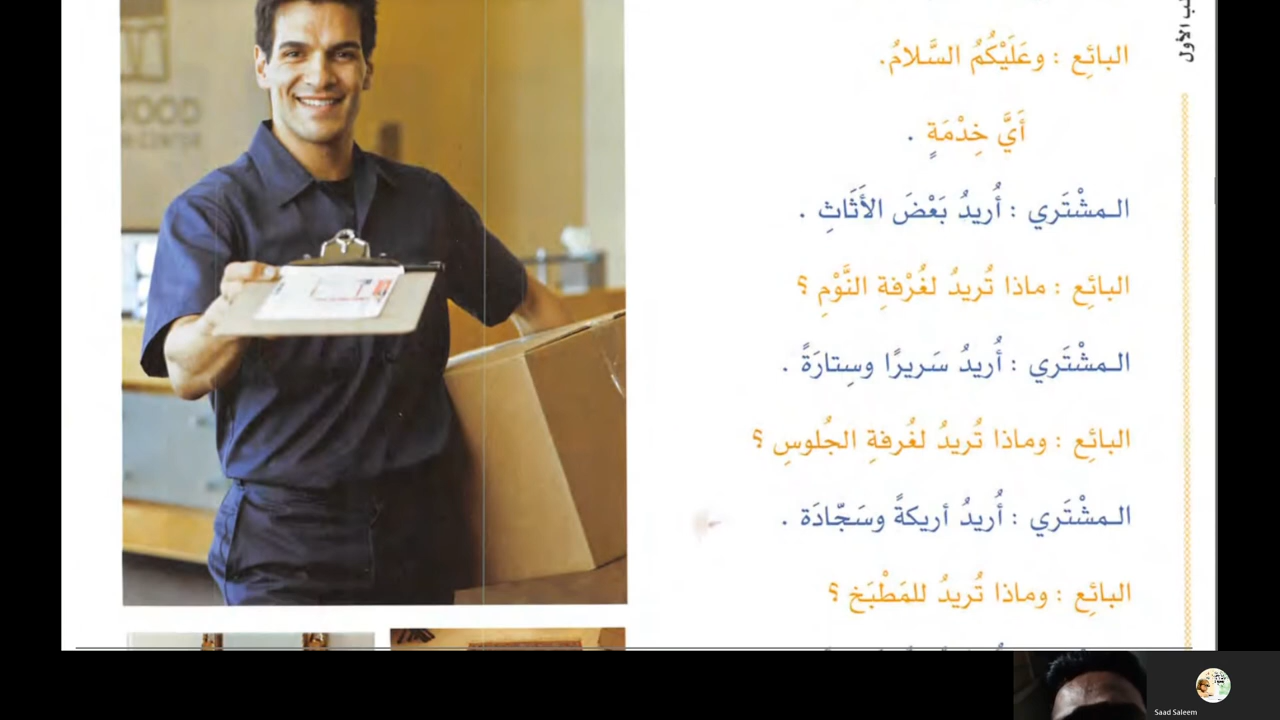 البائِع : وعَلَيْكُمُ السَّلامُ.
أَيَّ خِدْمَةٍ .
الـمشْتَري : أُريدُ بَعْضَ الأَثَاثِ .
البائِع : ماذا تُريدُ لغُرْفةِ النَّوْمِ ؟
الـمشْتَري : أُريدُ سَريرًا وسِتارَةً .
البائِع : وماذا تُريدُ لغُرفةِ الجُلوسِ ؟
الـمشْتَري : أُريدُ أريكةً وسَجّادَة .
البائِع : وماذا تُريدُ للمَطْبَخ ؟
الأول
WOOD
Saad Saleem